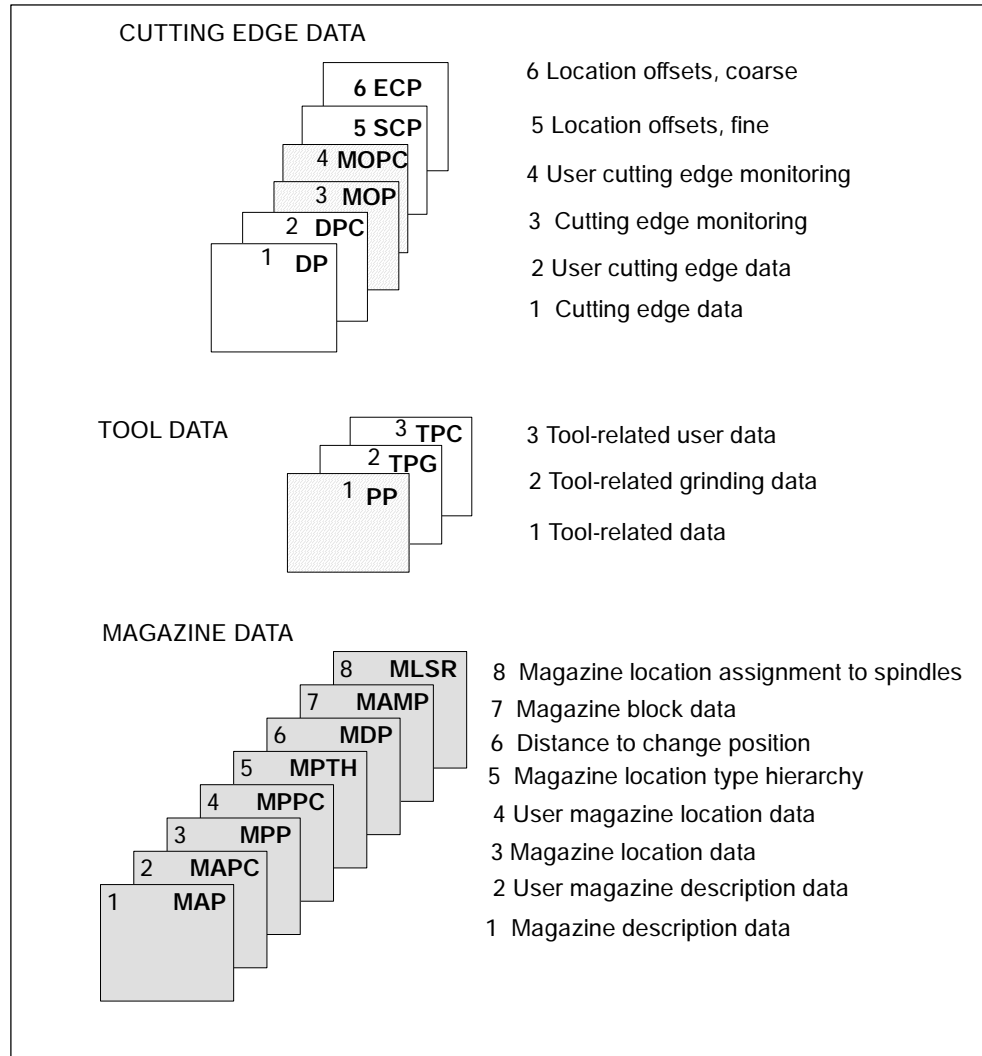 CUTTING EDGE DATA
6 ECP
5 SCP
4 MOPC
3 MOP
2 DPC
1 DP
6 Location offsets, coarse
5 Location offsets, fine
4 User cutting edge monitoring
3 Cutting edge monitoring
2 User cutting edge data
1 Cutting edge data
TOOL DATA
3 TPC
2 TPG
1 PP
3 Tool-related user data
2 Tool-related grinding data
1 Tool-related data
MAGAZINE DATA
8 MLSR
7 MAMP
6 MDP
5 MPTH
4 MPPC
3 MPP
2 MAPC
1 MAP
8 Magazine location assignment to spindles
7 Magazine block data
6 Distance to change position
5 Magazine location type hierarchy
4 User magazine location data
3 Magazine location data
2 User magazine description data
1 Magazine description data